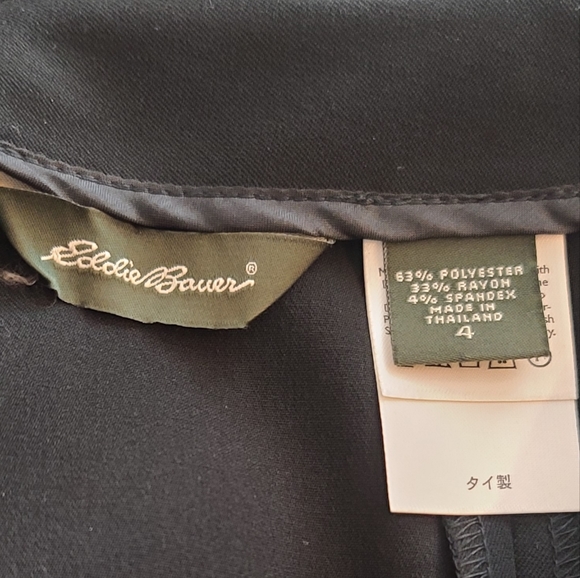 Eddie Bauer®
63% POLYESTER
33% RAYON
4% SPANDEX
MADE IN
THAILAND
4
タイ製